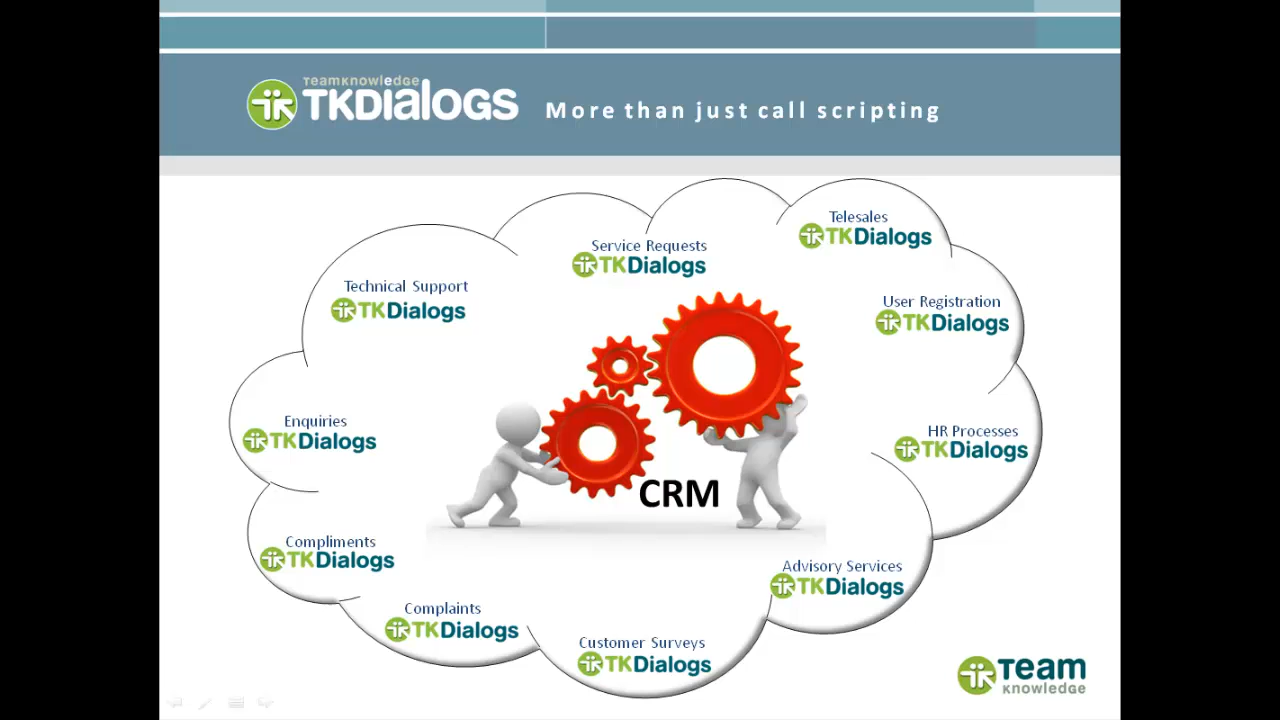 TEAMKNOWLEDGE
TKDIALOGS
More than just call scripting
Telesales
TKDialogs
Service Requests
TKDialogs
Technical Support
TKDialogs
User Registration
TKDialogs
Enquiries
TKDialogs
HR Processes
TKDialogs
CRM
Compliments
TKDialogs
Advisory Services
TKDialogs
Complaints
TKDialogs
Customer Surveys
TKDialogs
TEAM
KNOWLEDGE